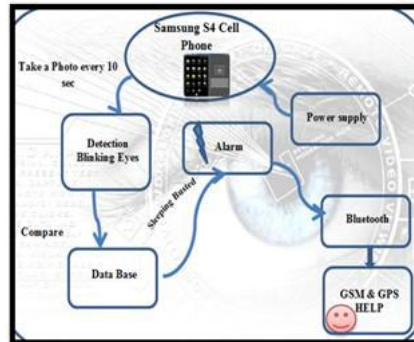 Samsung S4 Cell
Phone
Take a Photo every 10
sec
Power supply
Detection
Blinking Eyes
Alarm
Sleeping Busted
Compare
Data Base
Bluetooth
GSM & GPS
HELP